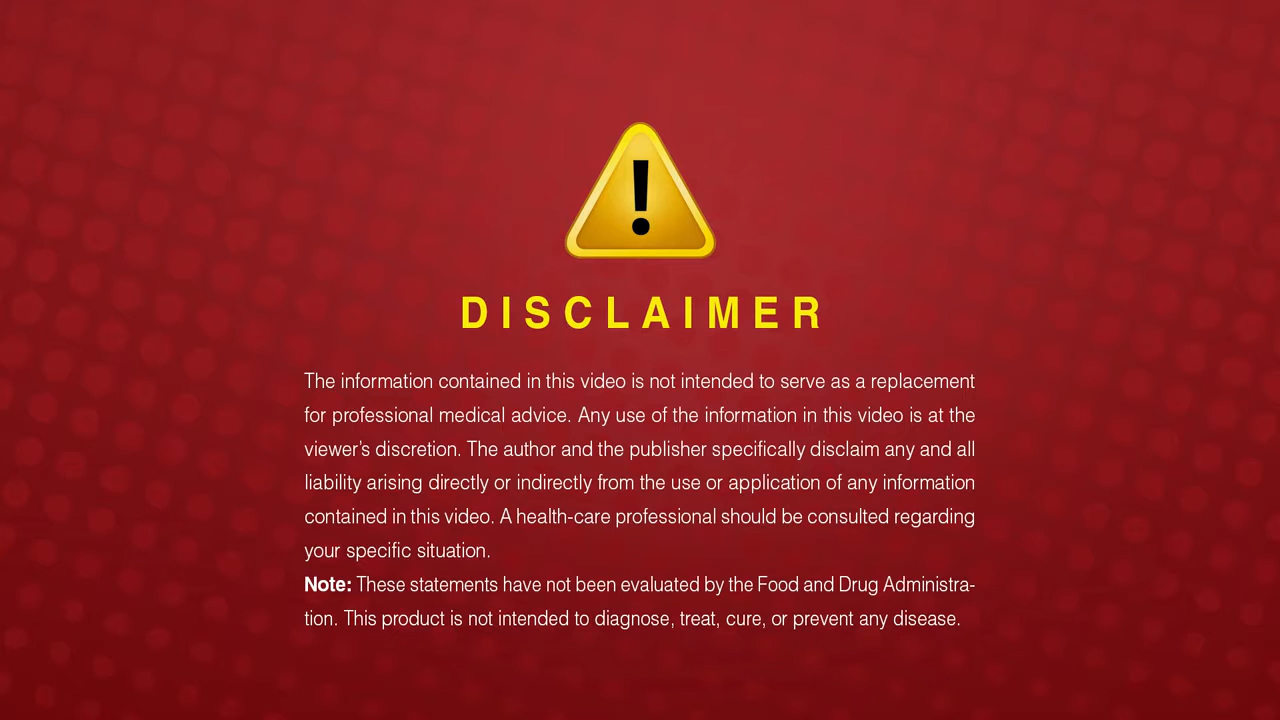 !
DISCLAIMER
The information contained in this video is not intended to serve as a replacement
for professional medical advice. Any use of the information in this video is at the
viewer's discretion. The author and the publisher specifically disclaim any and all
liability arising directly or indirectly from the use or application of any information
contained in this video. A health-care professional should be consulted regarding
your specific situation.
Note: These statements have not been evaluated by the Food and Drug Administra-
tion. This product is not intended to diagnose, treat, cure, or prevent any disease.